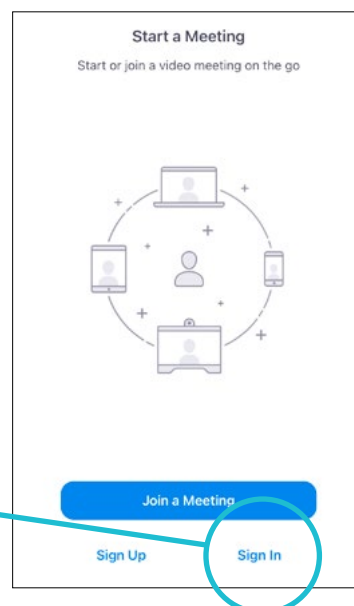 Start a Meeting
Start or join a video meeting on the go
Join a Meeting
Sign Up
Sign In